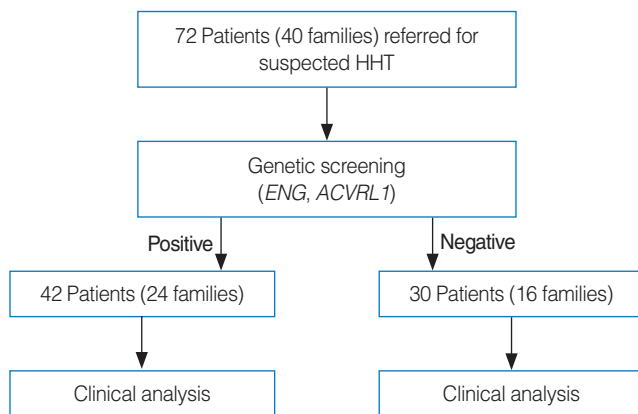 72 Patients (40 families) referred for
suspected HHT
Genetic screening
(ENG, ACVRL1)
Positive
Negative
42 Patients (24 families)
30 Patients (16 families)
Clinical analysis
Clinical analysis